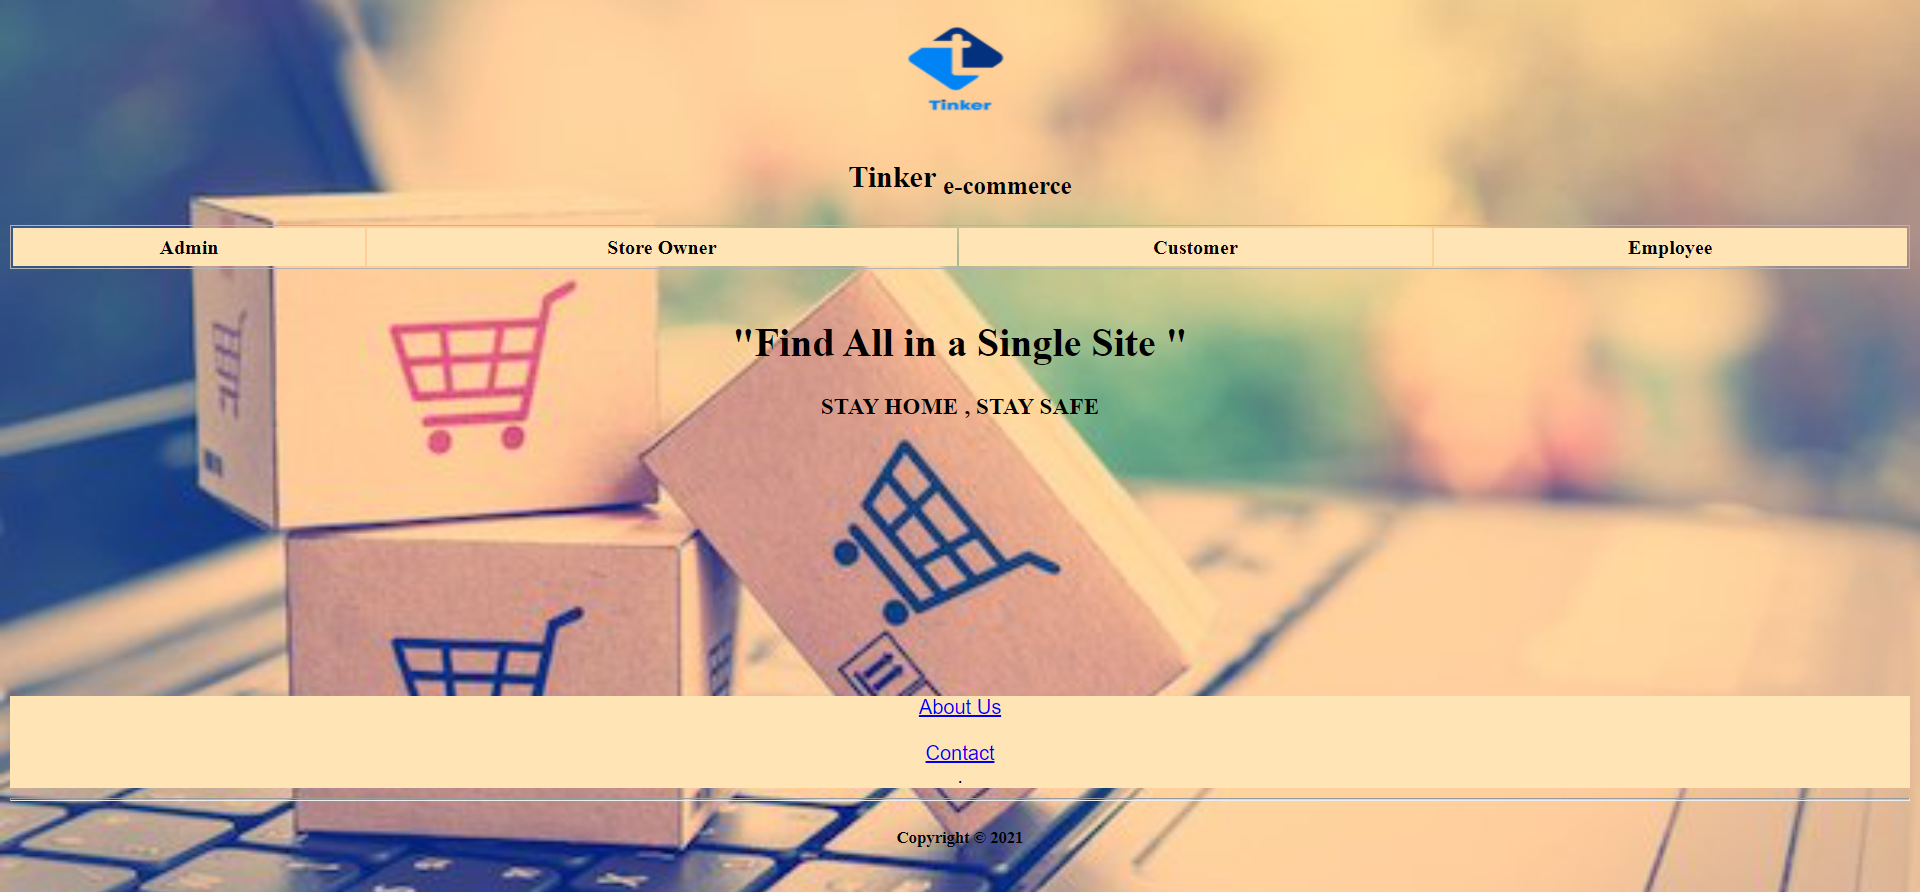 Tinker
Tinker e-commerce
Admin Store Owner Customer Employee
"Find All in a Single Site "
STAY HOME , STAY SAFE
About Us
Contact
.
Copyright © 2021